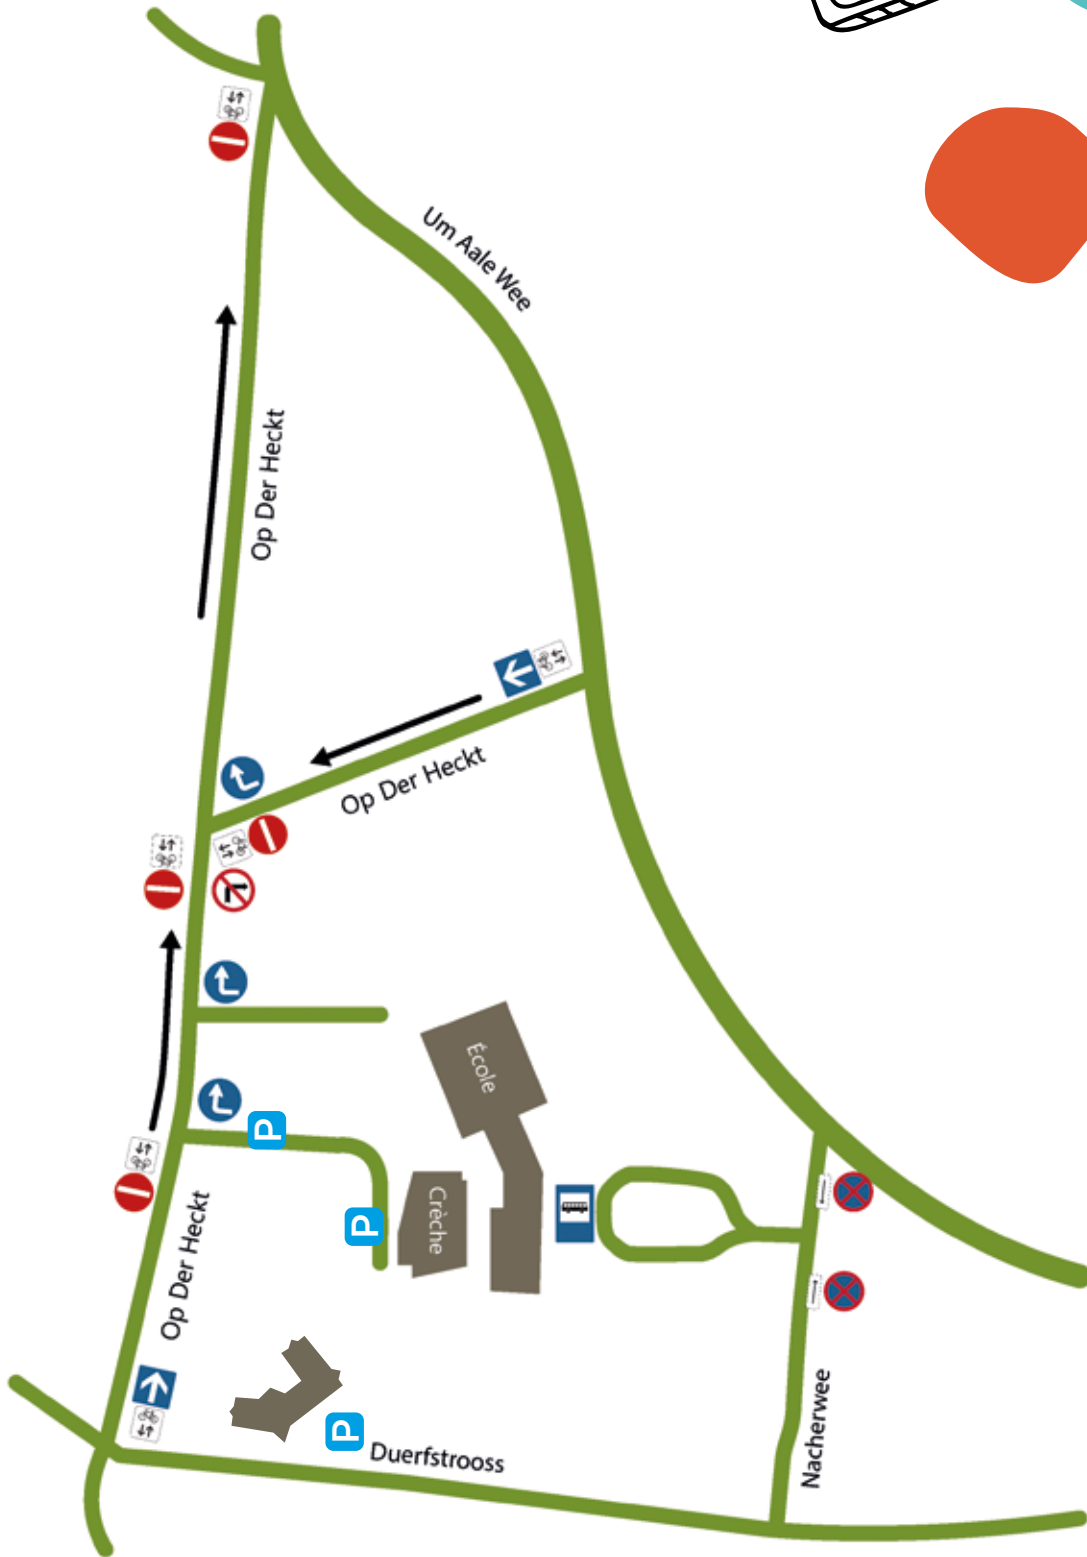 Um Aale Wee
Op Der Heckt
Op Der Heckt
École
P
Crèche
P
Op Der Heckt
P
Duerfstrooss
Nacherwee